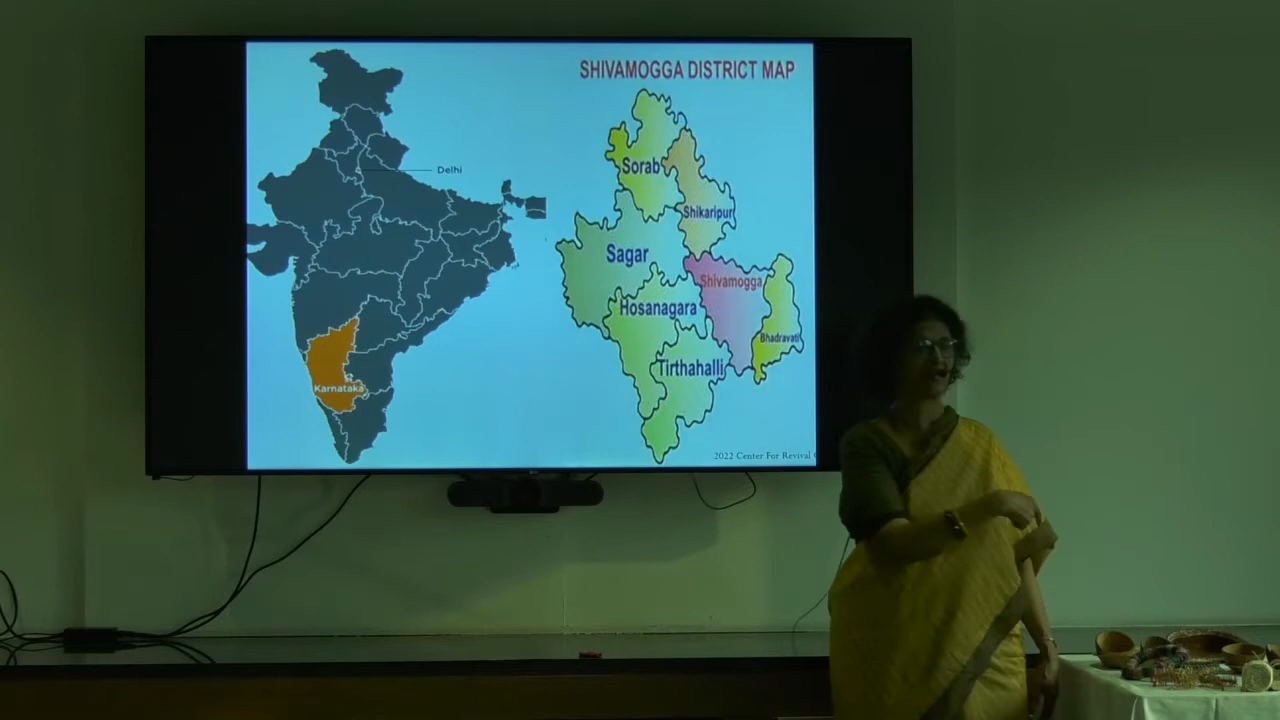 SHIVAMOGGA DISTRICT MAP
Delhi
Sorab
Shikaripur
Sagar
Shivamogga
Hosanagara
Bhadravati
Tirthahalli
Karnataka
2022 Center For Revival